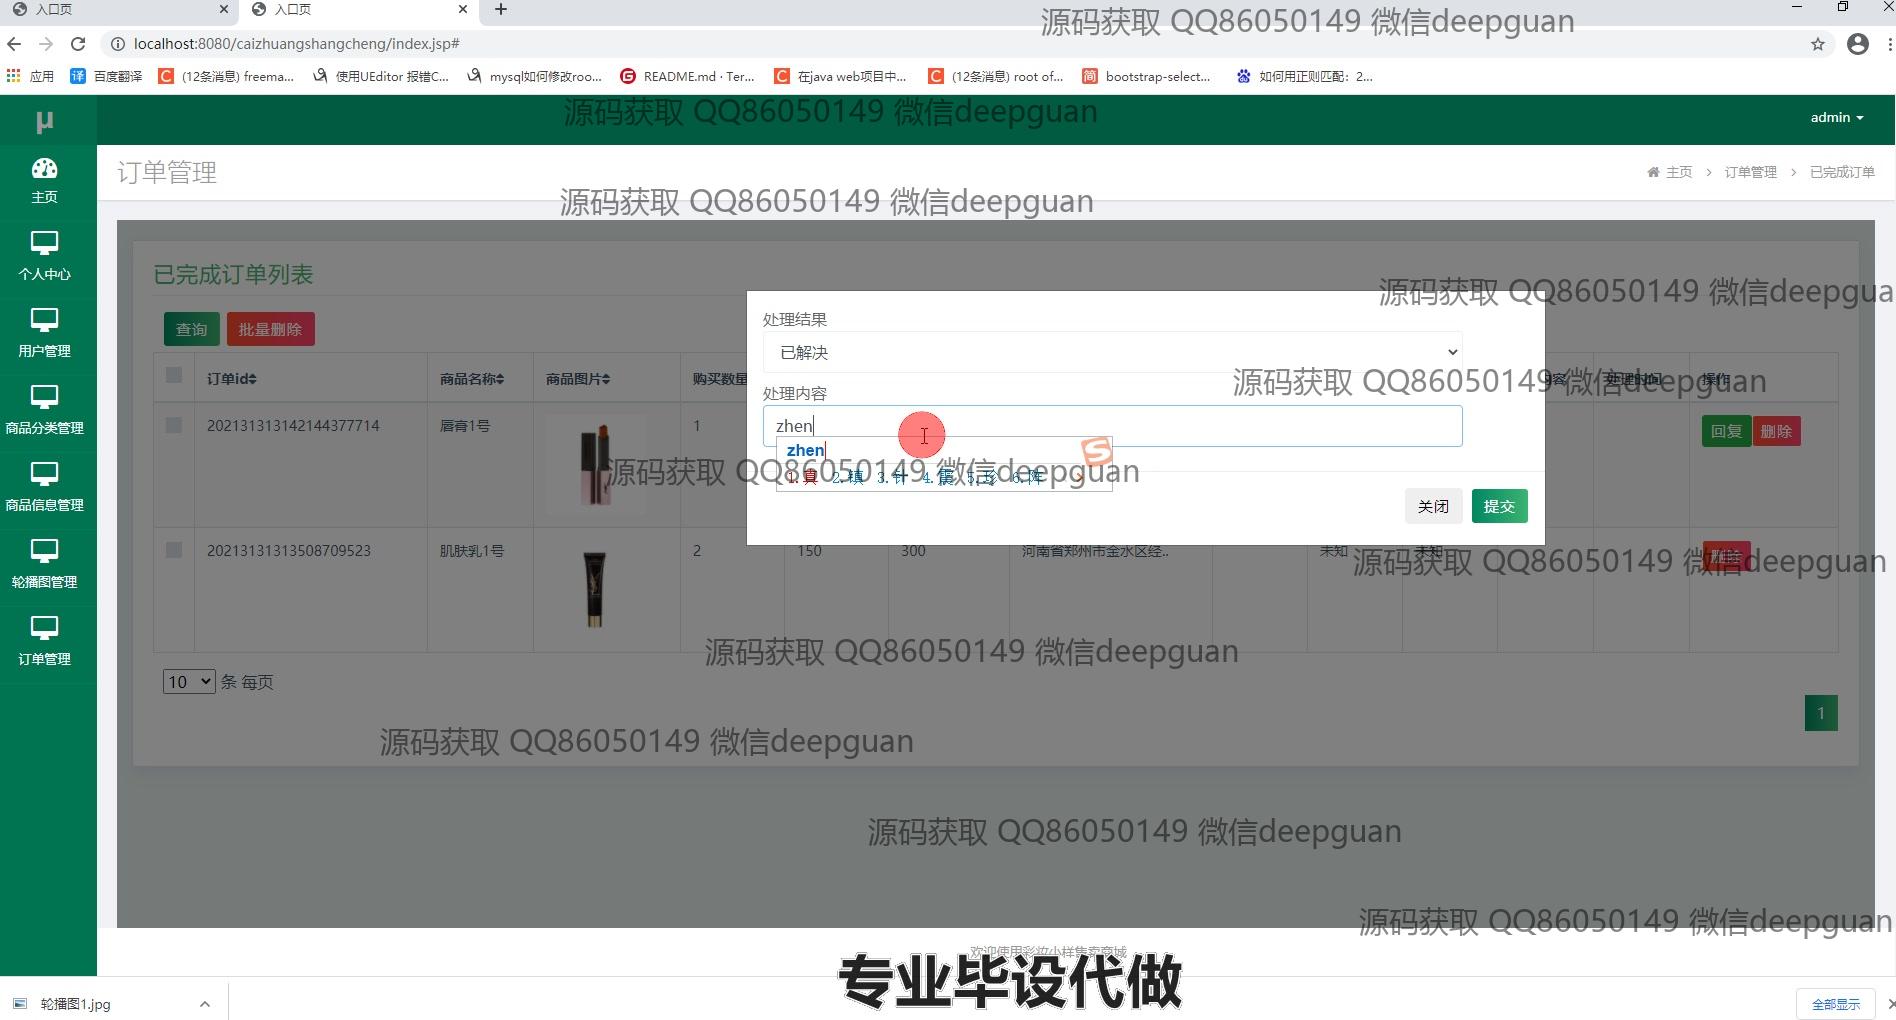 入口页
入口页
源码获取 QQ86050149 微信deepguan
localhost:8080/caizhuangshangcheng/index.jsp#
应用 百度翻译 (12条消息) freema... 使用UEditor 报错C... mysql如何修改roo... README.md · Ter... 在java web项目中... (12条消息) root of... bootstrap-select... 如何用正则匹配：2...
μ
源码获取 QQ86050149 微信deepguan
admin
订单管理
主页 > 订单管理 > 已完成订单
源码获取 QQ86050149 微信deepguan
主页
个人中心
用户管理
商品分类管理
商品信息管理
轮播图管理
订单管理
已完成订单列表
源码获取 QQ86050149 微信deepgua
查询 批量删除
处理结果
已解决
源码获取 QQ86050149 微信deepguan
订单id 商品名称 商品图片 购买数量 处理时间 操作
处理内容
zhen
zhen
1.真 2.镇 3.针 4.震 5.珍 6.阵
202131313142144377714 唇膏1号 1 回复 删除
源码获取 QQ86050149 微信deepguan
关闭 提交
20213131313508709523 肌肤乳1号 2 150 300 河南省郑州市金水区经.. 未知 未知 删除
源码获取 QQ86050149 微信deepguan
源码获取 QQ86050149 微信deepguan
10 条 每页
1
源码获取 QQ86050149 微信deepguan
源码获取 QQ86050149 微信deepguan
源码获取 QQ86050149 微信deepguan
欢迎使用彩妆小样售卖商城
专业毕设代做
轮播图1.jpg
全部显示